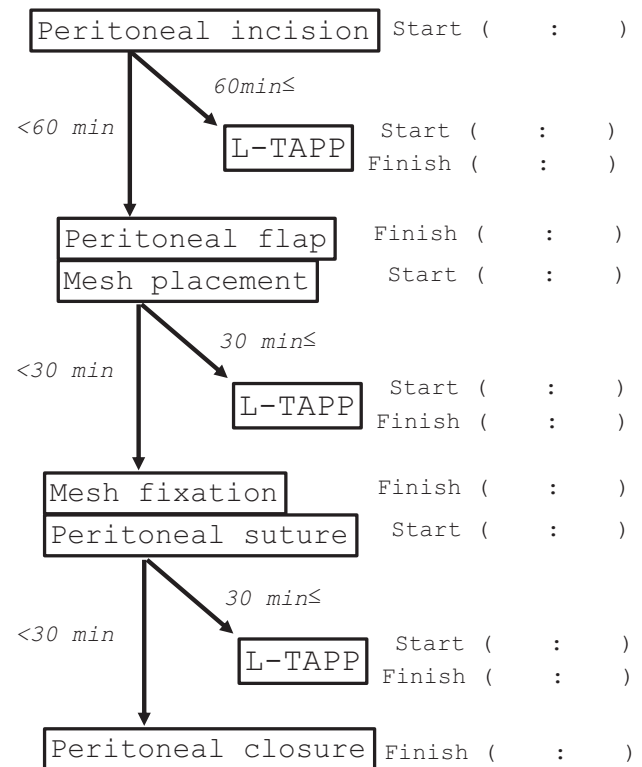 Peritoneal incision Start ( : )
60min≤
<60 min
L-TAPP Start ( : )
Finish ( : )
Peritoneal flap Finish ( : )
Mesh placement Start ( : )
30 min≤
<30 min
L-TAPP Start ( : )
Finish ( : )
Mesh fixation Finish ( : )
Peritoneal suture Start ( : )
30 min≤
<30 min
L-TAPP Start ( : )
Finish ( : )
Peritoneal closure Finish ( : )